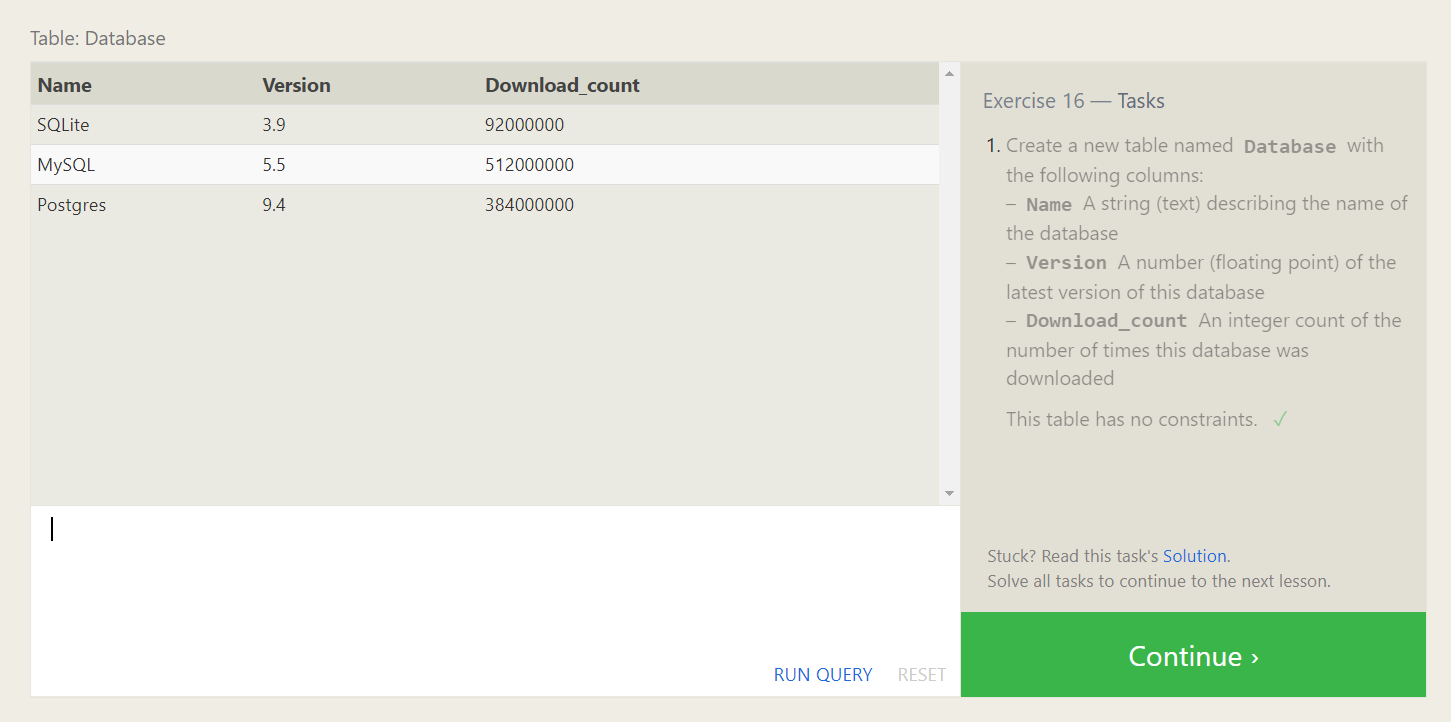 Table: Database
Name Version Download_count
SQLite 3.9 92000000
MySQL 5.5 512000000
Postgres 9.4 384000000
RUN QUERY RESET
Exercise 16 — Tasks
1. Create a new table named Database with
the following columns:
– Name A string (text) describing the name of
the database
– Version A number (floating point) of the
latest version of this database
– Download_count An integer count of the
number of times this database was
downloaded
This table has no constraints. ✓
Stuck? Read this task's Solution.
Solve all tasks to continue to the next lesson.
Continue ›